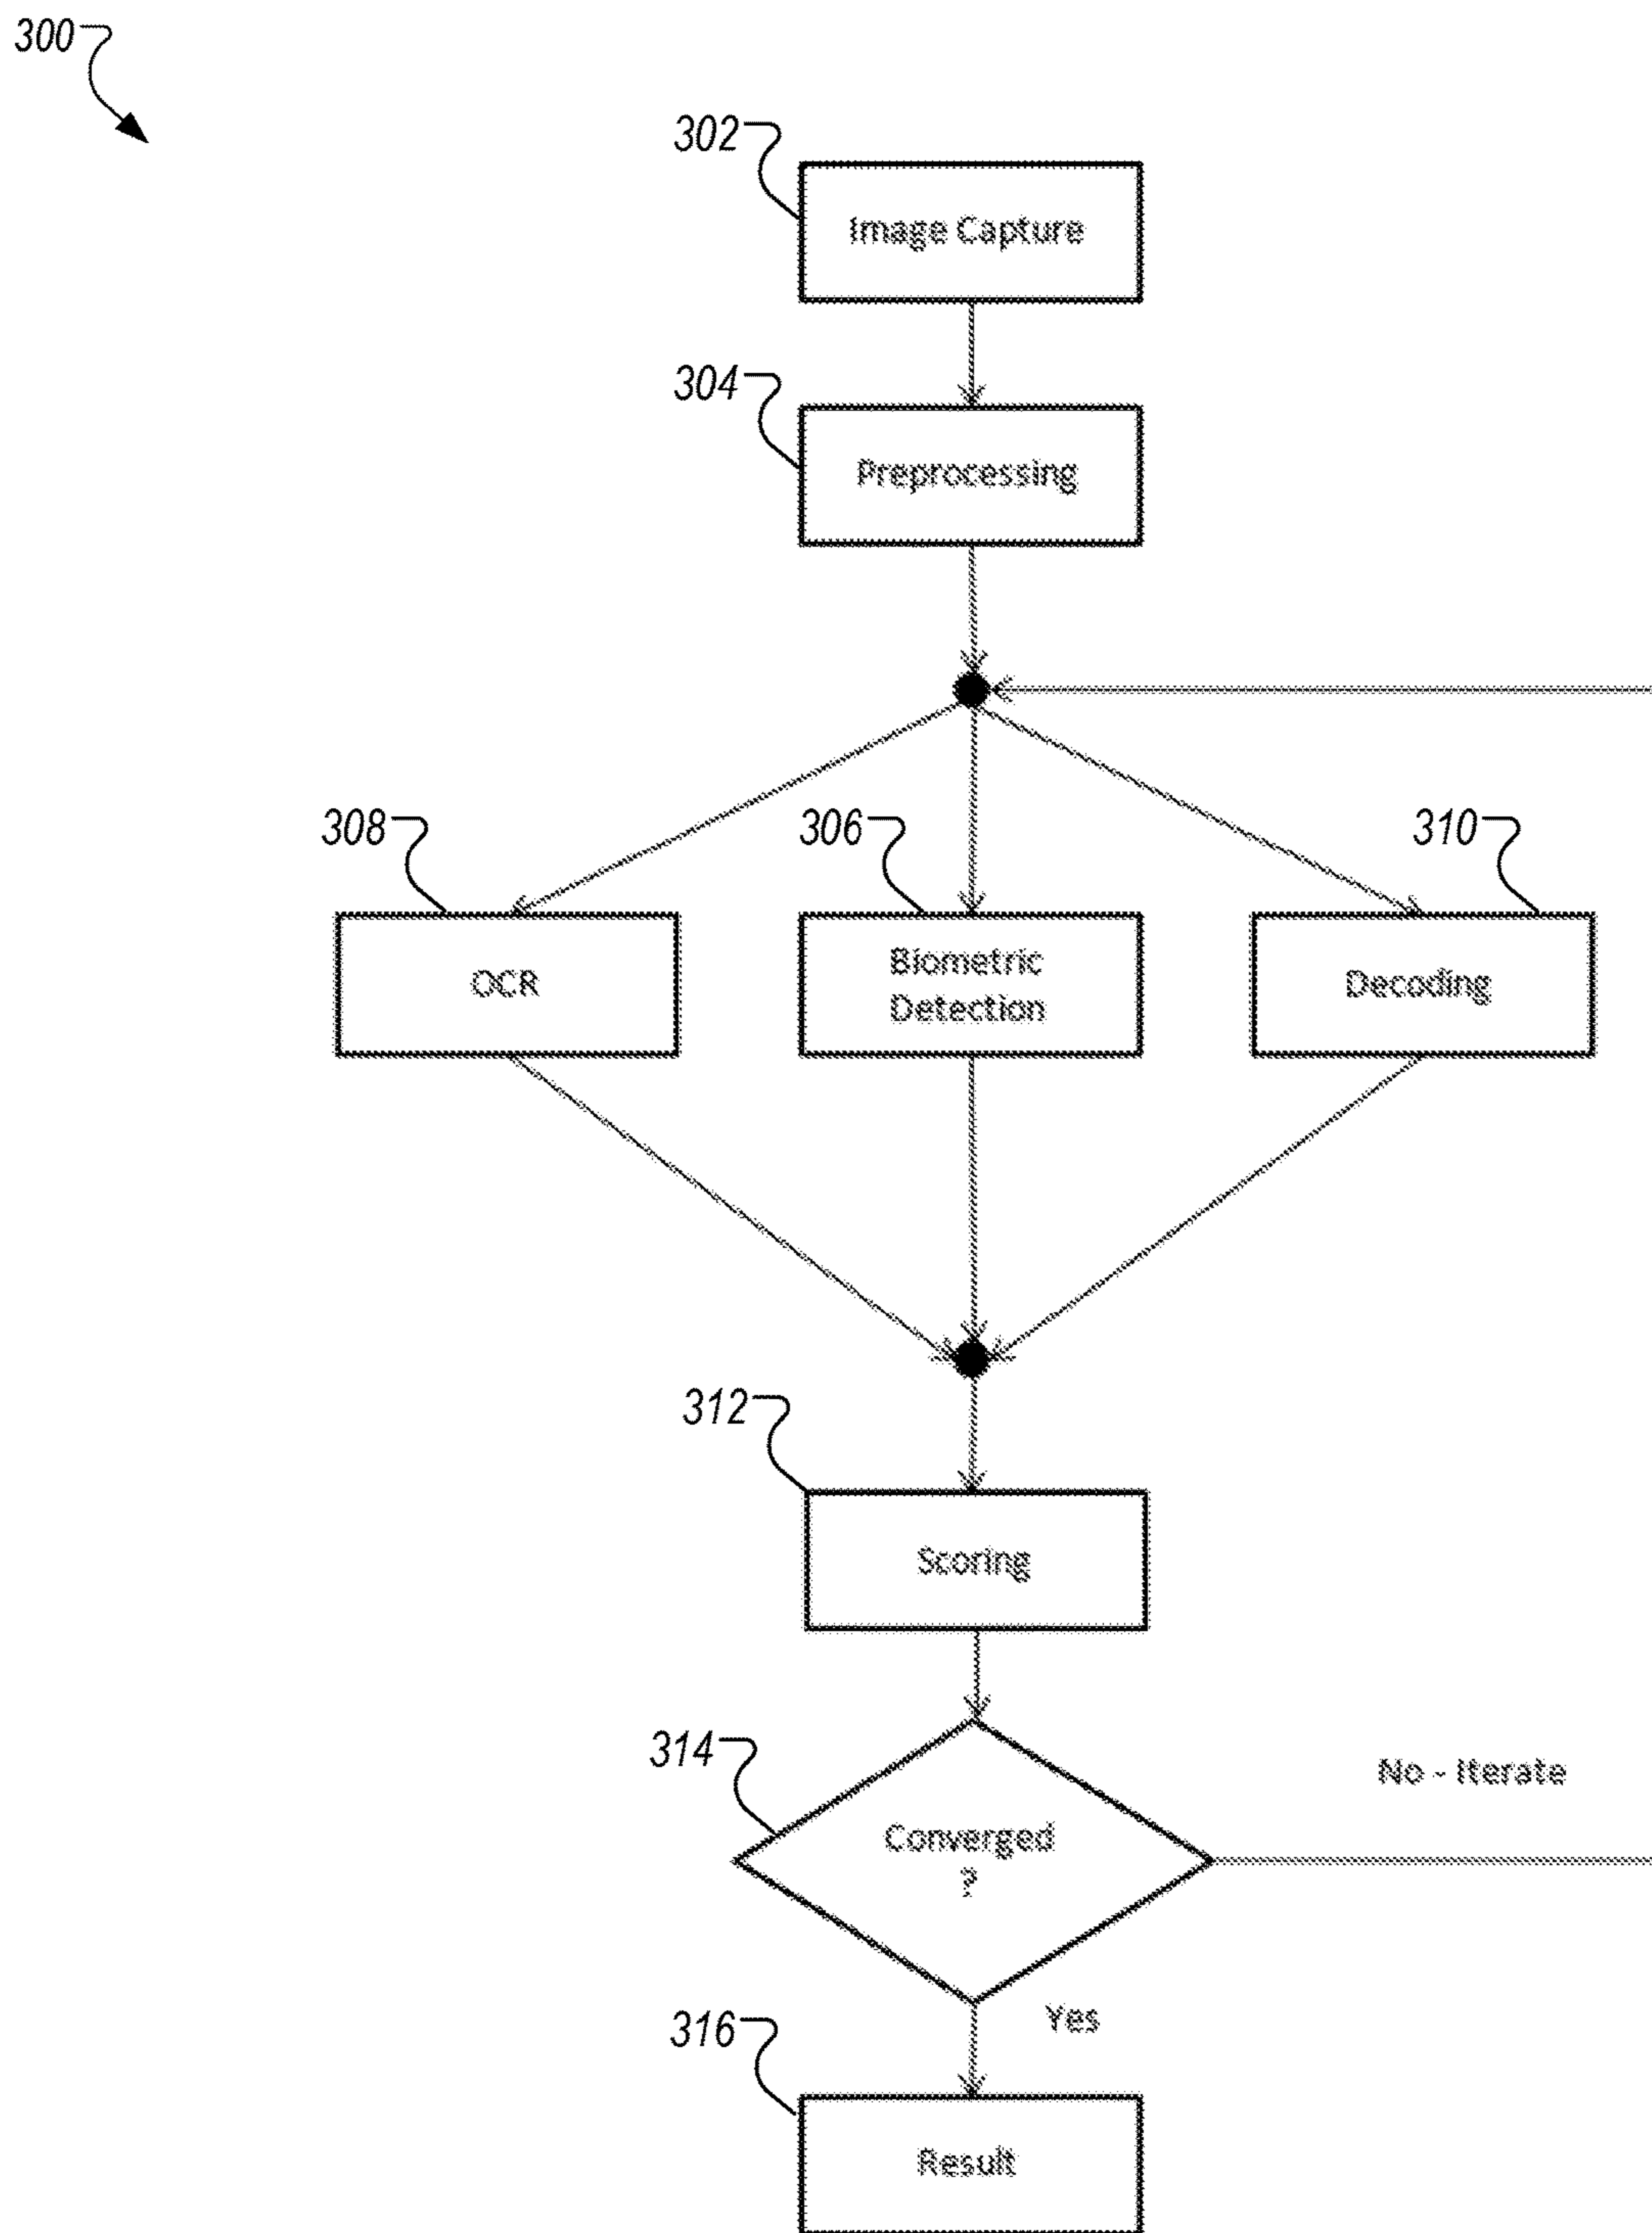 300
302
Image Capture
304
Preprocessing
308
306
310
OCR
Biometric
Detection
Decoding
312
Scoring
314
No - Iterate
Converged
?
Yes
316
Result